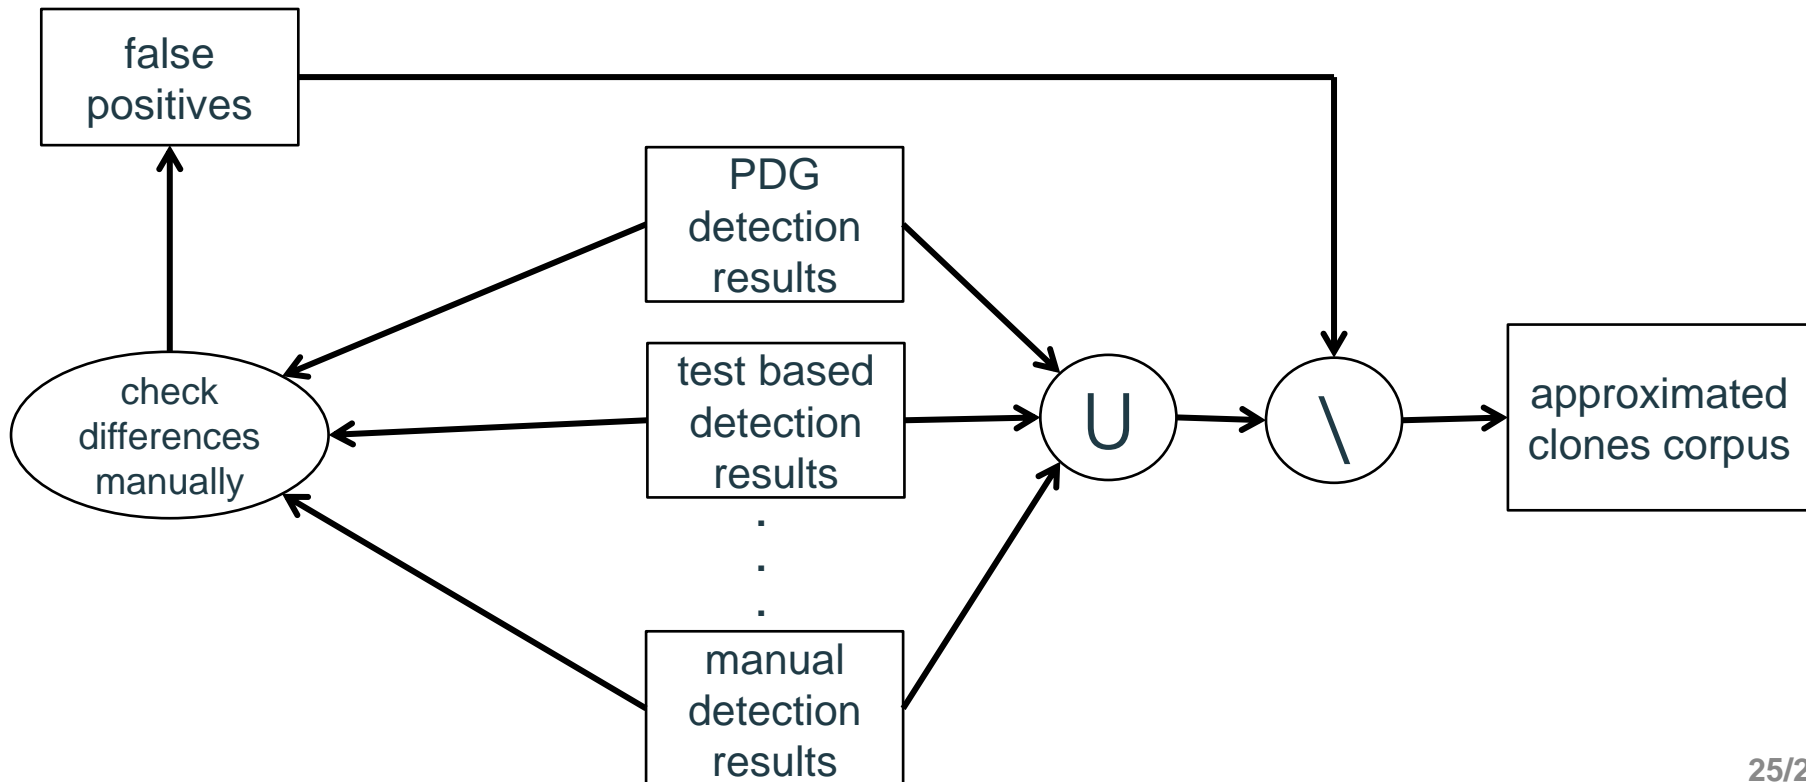 false
positives
PDG
detection
results
check
differences
manually
test based
detection
results
.
.
.
manual
detection
results
U
\
approximated
clones corpus
25/2